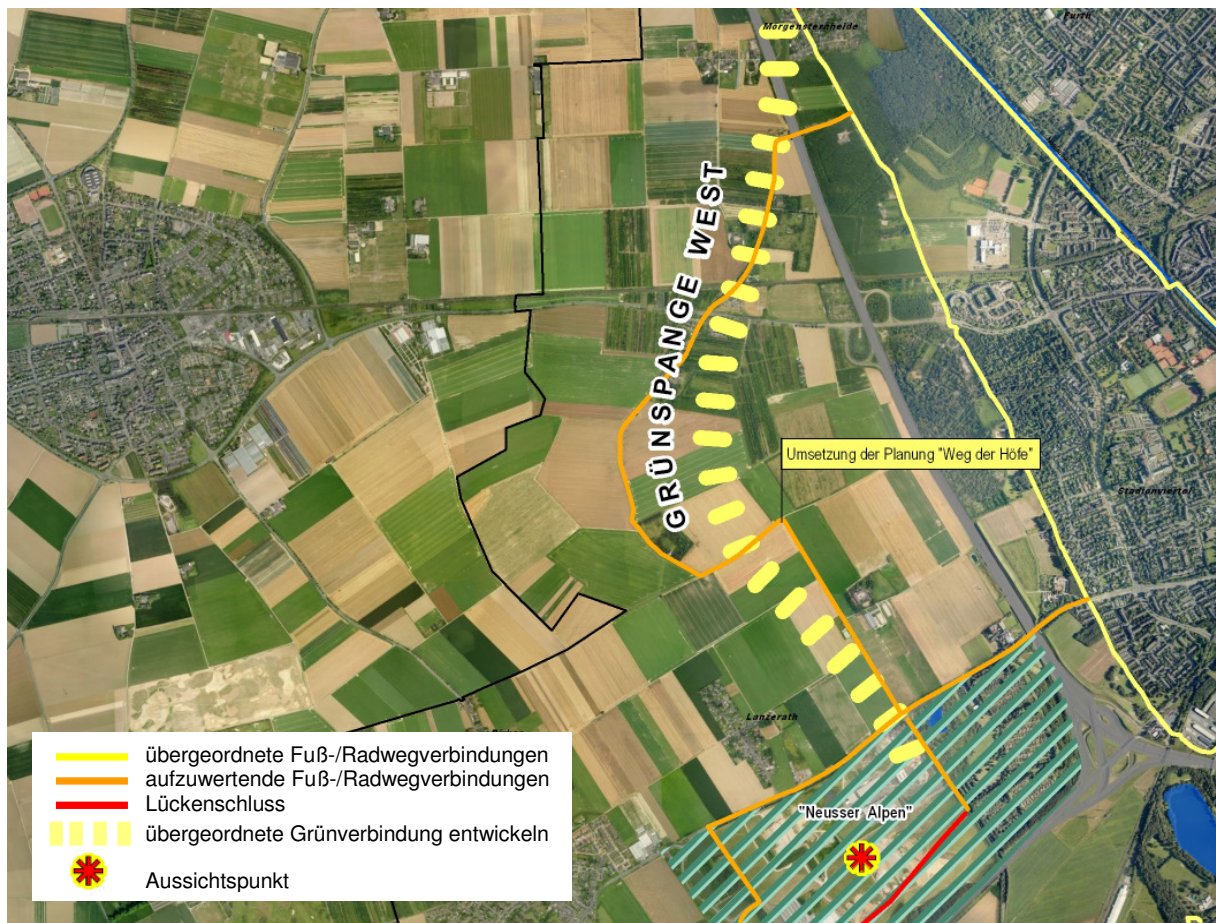 Morgensternheide
Furth
GRÜNSPANGE WEST
Umsetzung der Planung "Weg der Höfe"
Stadionviertel
Lanzerath
"Neusser Alpen"
übergeordnete Fuß-/Radwegverbindungen
aufzuwertende Fuß-/Radwegverbindungen
Lückenschluss
übergeordnete Grünverbindung entwickeln
Aussichtspunkt